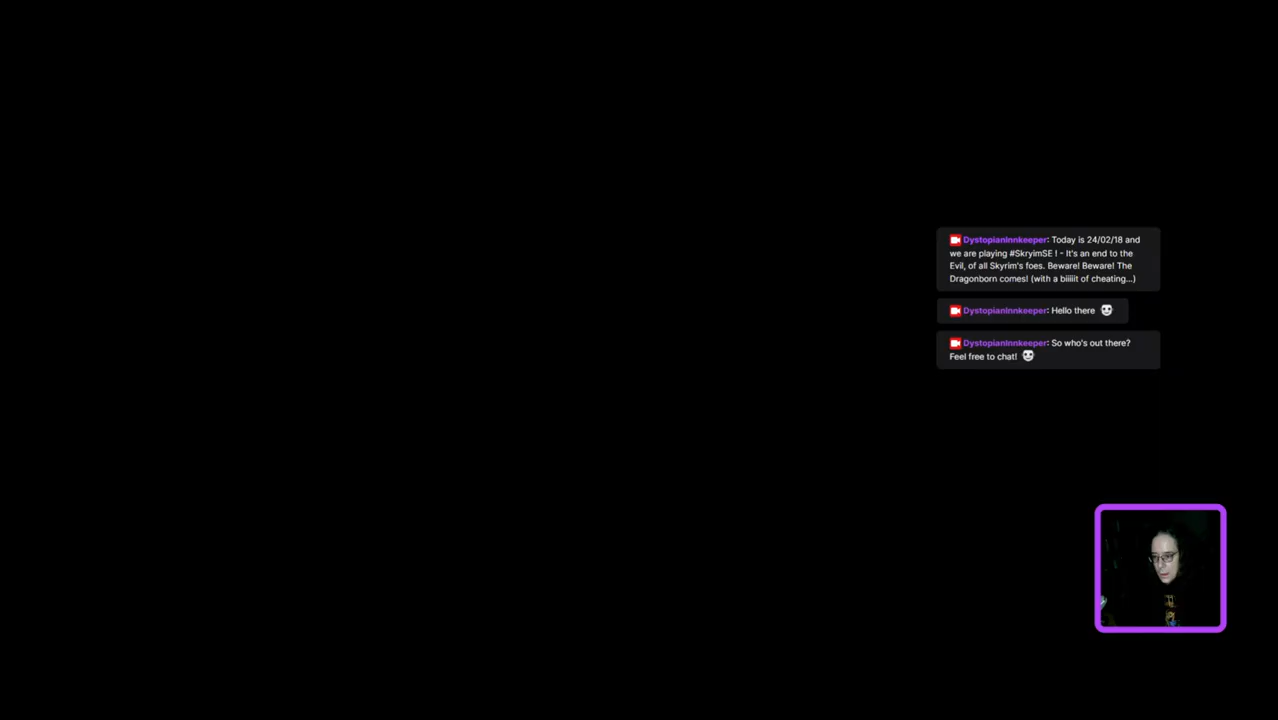 DystopianInnkeeper: Today is 24/02/18 and
we are playing #SkryimSE ! - It's an end to the
Evil, of all Skyrim's foes. Beware! Beware! The
Dragonborn comes! (with a biiiiit of cheating...)
DystopianInnkeeper: Hello there
DystopianInnkeeper: So who's out there?
Feel free to chat!